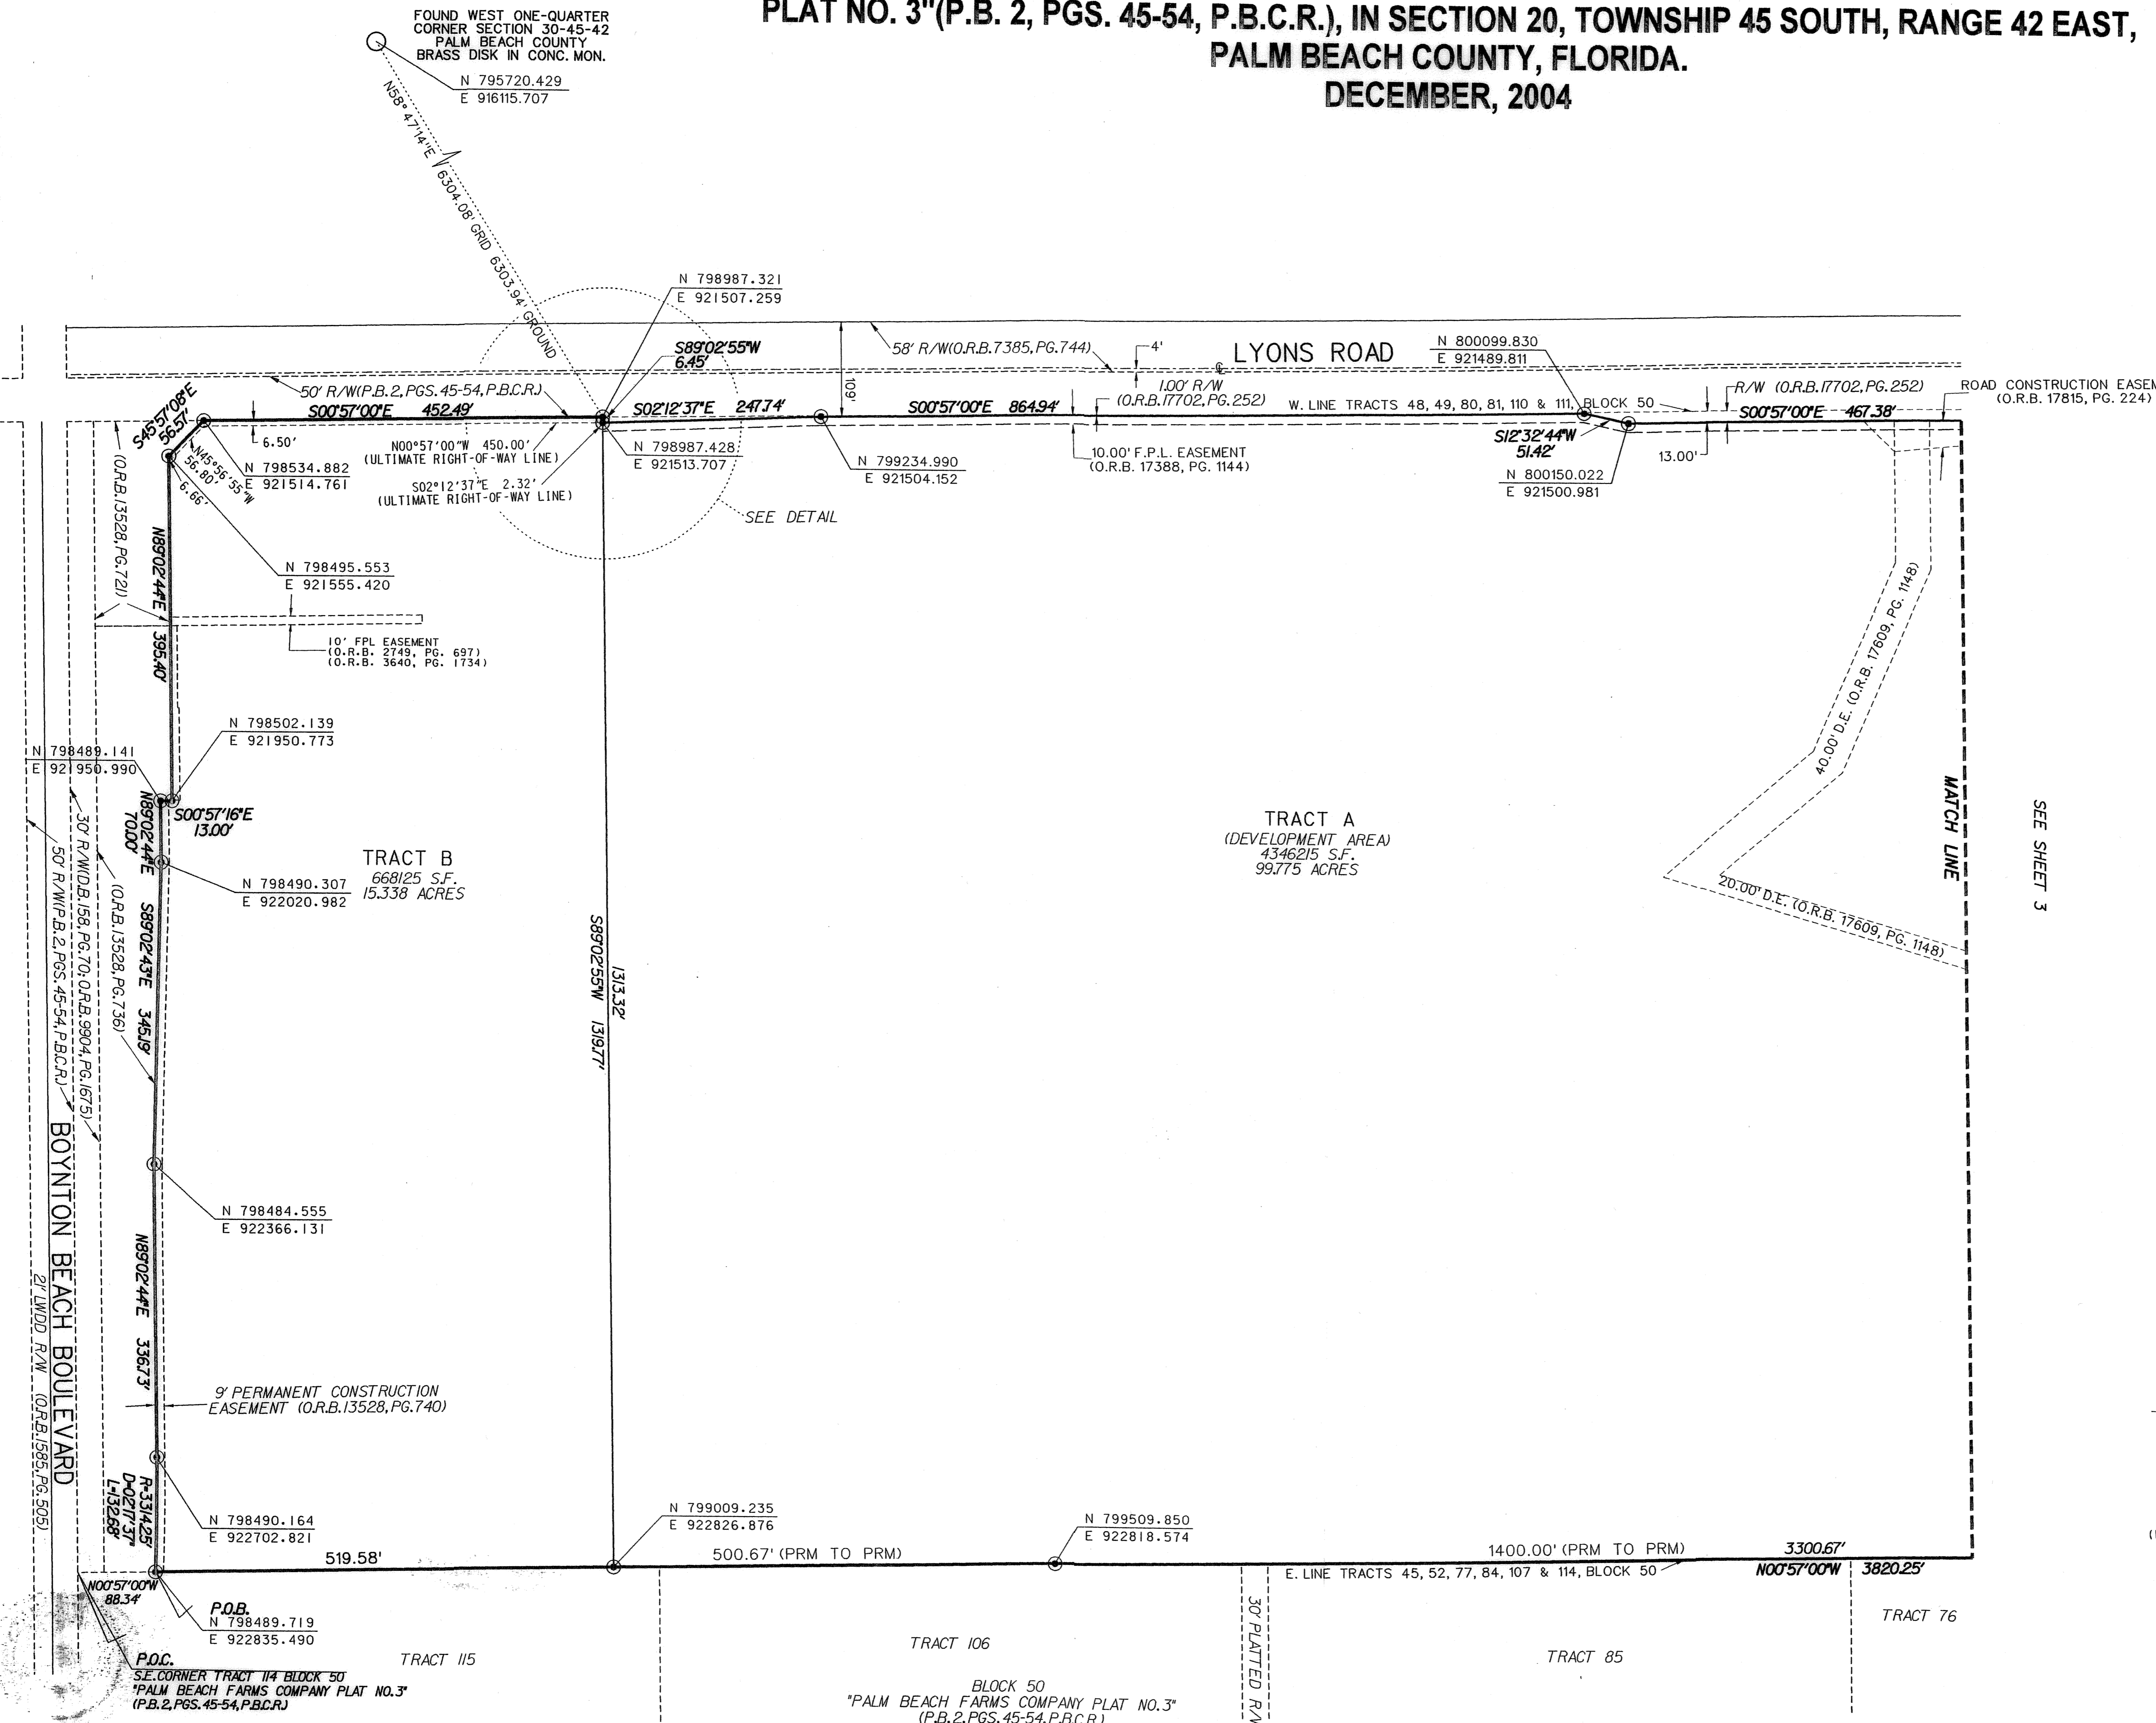 PLAT NO. 3"(P.B. 2, PGS. 45-54, P.B.C.R.), IN SECTION 20, TOWNSHIP 45 SOUTH, RANGE 42 EAST,
PALM BEACH COUNTY, FLORIDA.
DECEMBER, 2004
FOUND WEST ONE-QUARTER
CORNER SECTION 30-45-42
PALM BEACH COUNTY
BRASS DISK IN CONC. MON.
N 795720.429
E 916115.707
N58°47'14"E 6304.08' GRID 6303.94' GROUND
N 798987.321
E 921507.259
S89°02'55"W
6.45'
58' R/W(O.R.B.7385,PG.744)
4'
LYONS ROAD
N 800099.830
E 921489.811
50' R/W(P.B.2,PGS.45-54,P.B.C.R.)
109'
1.00' R/W
(O.R.B.17702,PG.252)
W. LINE TRACTS 48, 49, 80, 81, 110 & 111, BLOCK 50
R/W (O.R.B.17702,PG.252)
ROAD CONSTRUCTION EASEM
(O.R.B. 17815, PG. 224)
S45°57'08"E
56.57'
S00°57'00"E 452.49'
S02°12'37"E 247.74'
S00°57'00"E 864.94'
S00°57'00"E 467.38'
6.50'
N00°57'00"W 450.00'
(ULTIMATE RIGHT-OF-WAY LINE)
N45°56'55"W
56.80'
6.66'
N 798534.882
E 921514.761
S02°12'37"E 2.32'
(ULTIMATE RIGHT-OF-WAY LINE)
N 798987.428
E 921513.707
N 799234.990
E 921504.152
10.00' F.P.L. EASEMENT
(O.R.B. 17388, PG. 1144)
S12°32'44"W
51.42'
N 800150.022
E 921500.981
13.00'
SEE DETAIL
(O.R.B.13528,PG.721)
N89°02'44"E 395.40'
N 798495.553
E 921555.420
10' FPL EASEMENT
(O.R.B. 2749, PG. 697)
(O.R.B. 3640, PG. 1734)
40.00' D.E. (O.R.B. 17609, PG. 1148)
N 798502.139
E 921950.773
N 798489.141
E 921950.990
S00°57'16"E
13.00'
N89°02'44"E
70.00'
TRACT B
668125 S.F.
15.338 ACRES
N 798490.307
E 922020.982
TRACT A
(DEVELOPMENT AREA)
4346215 S.F.
99.775 ACRES
MATCH LINE
SEE SHEET 3
20.00' D.E. (O.R.B. 17609, PG. 1148)
50' R/W(P.B.2,PGS.45-54,P.B.C.R.)
30' R/W(D.B.158,PG.70;O.R.B.9904,PG.1675)
(O.R.B.13528,PG.736)
S89°02'43"E 345.19'
S89°02'55"W 1319.77'
1313.32'
N 798484.555
E 922366.131
BOYNTON BEACH BOULEVARD
21' LWDD R/W (O.R.B.1585,PG.505)
N89°02'44"E 336.73'
9' PERMANENT CONSTRUCTION
EASEMENT (O.R.B.13528,PG.740)
R=3314.25'
D=02°17'37"
L=132.68'
N 798490.164
E 922702.821
N 799009.235
E 922826.876
N 799509.850
E 922818.574
519.58'
500.67' (PRM TO PRM)
1400.00' (PRM TO PRM)
3300.67'
E. LINE TRACTS 45, 52, 77, 84, 107 & 114, BLOCK 50
N00°57'00"W 3820.25'
N00°57'00"W
88.34'
P.O.B.
N 798489.719
E 922835.490
P.O.C.
S.E. CORNER TRACT 114 BLOCK 50
"PALM BEACH FARMS COMPANY PLAT NO.3"
(P.B.2,PGS.45-54,P.B.C.R.)
TRACT 115
TRACT 106
30' PLATTED R/W
TRACT 85
TRACT 76
BLOCK 50
"PALM BEACH FARMS COMPANY PLAT NO.3"
(P.B.2,PGS.45-54,P.B.C.R.)